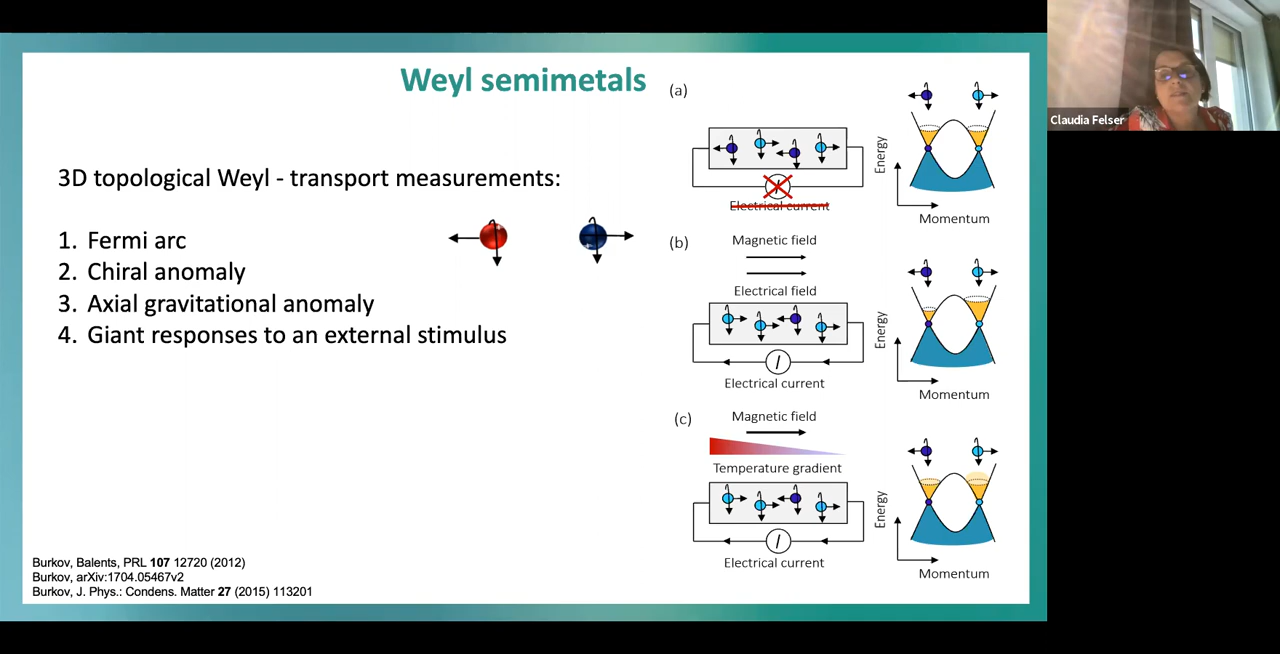 Weyl semimetals
3D topological Weyl - transport measurements:
1. Fermi arc
2. Chiral anomaly
3. Axial gravitational anomaly
4. Giant responses to an external stimulus
Burkov, Balents, PRL 107 12720 (2012)
Burkov, arXiv:1704.05467v2
Burkov, J. Phys.: Condens. Matter 27 (2015) 113201
(a)
I
Electrical current
Energy
Momentum
(b)
Magnetic field
Electrical field
I
Electrical current
Energy
Momentum
(c)
Magnetic field
Temperature gradient
I
Electrical current
Energy
Momentum
Claudia Felser